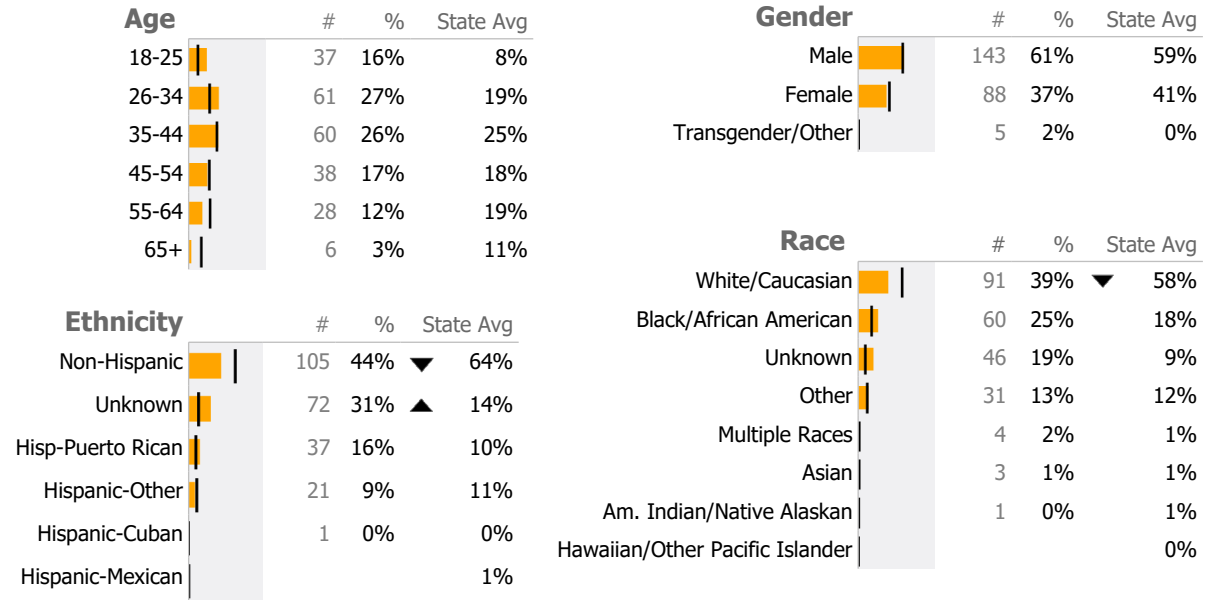 Age # % State Avg
18-25 37 16% 8%
26-34 61 27% 19%
35-44 60 26% 25%
45-54 38 17% 18%
55-64 28 12% 19%
65+ 6 3% 11%
Ethnicity # % State Avg
Non-Hispanic 105 44% ▼ 64%
Unknown 72 31% ▲ 14%
Hisp-Puerto Rican 37 16% 10%
Hispanic-Other 21 9% 11%
Hispanic-Cuban 1 0% 0%
Hispanic-Mexican 1%
Gender # % State Avg
Male 143 61% 59%
Female 88 37% 41%
Transgender/Other 5 2% 0%
Race # % State Avg
White/Caucasian 91 39% ▼ 58%
Black/African American 60 25% 18%
Unknown 46 19% 9%
Other 31 13% 12%
Multiple Races 4 2% 1%
Asian 3 1% 1%
Am. Indian/Native Alaskan 1 0% 1%
Hawaiian/Other Pacific Islander 0%